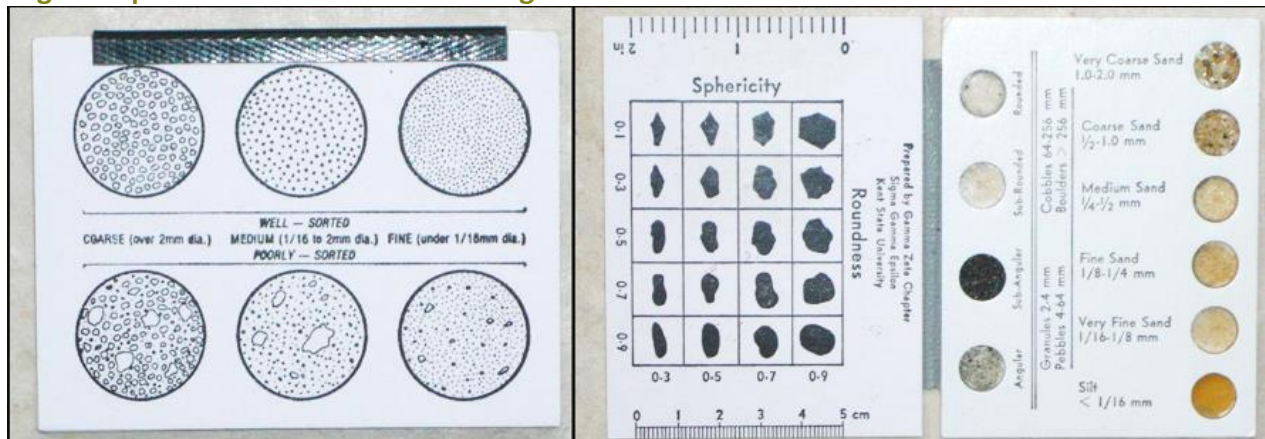 WELL — SORTED
COARSE (over 2mm dia.) MEDIUM (1/16 to 2mm dia.) FINE (under 1/16mm dia.)
POORLY — SORTED
2 in 1 0
Sphericity
0·1
0·3
0·5
0·7
0·9
0·3 0·5 0·7 0·9
Roundness
Prepared by Gamma Zeta Chapter
Sigma Gamma Epsilon
Kent State University
0 1 2 3 4 5 cm
Rounded
Sub-Rounded
Sub-Angular
Angular
Granules 2-4 mm Cobbles 64-256 mm
Pebbles 4-64 mm Boulders > 256 mm
Very Coarse Sand
1.0-2.0 mm
Coarse Sand
½-1.0 mm
Medium Sand
¼-½ mm
Fine Sand
1/8-1/4 mm
Very Fine Sand
1/16-1/8 mm
Silt
< 1/16 mm